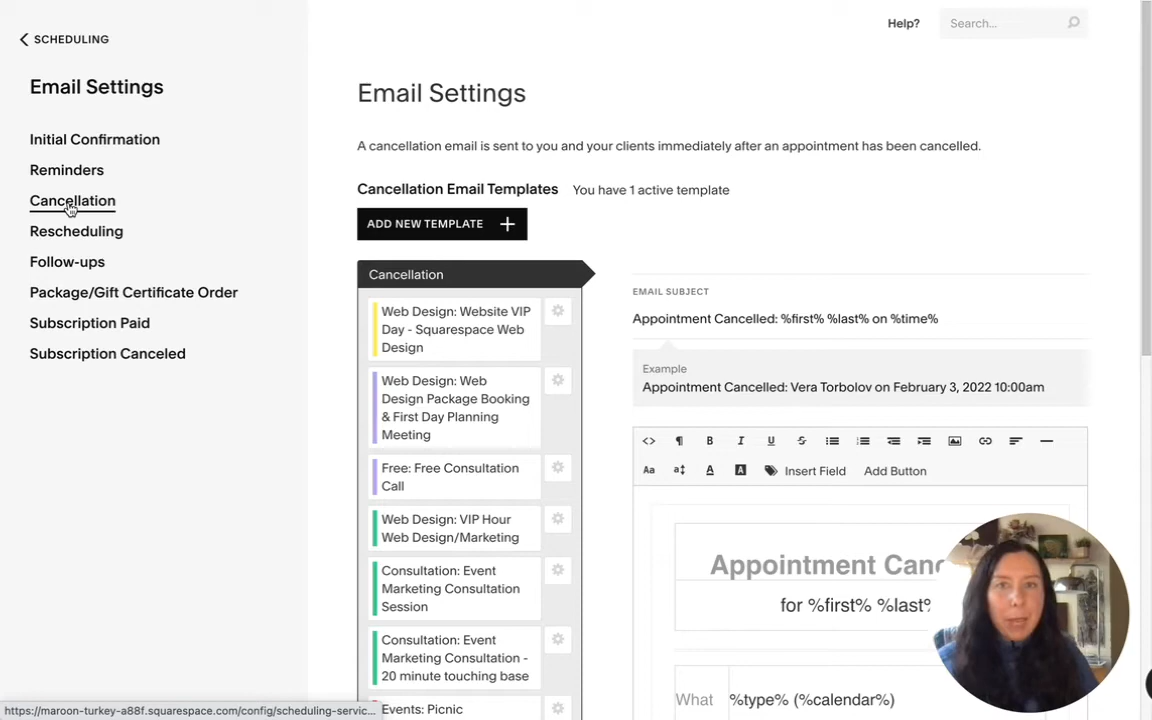 SCHEDULING
Email Settings
Initial Confirmation
Reminders
Cancellation
Rescheduling
Follow-ups
Package/Gift Certificate Order
Subscription Paid
Subscription Canceled
https://maroon-turkey-a88f.squarespace.com/config/scheduling-servic...
Help?
Search...
Email Settings
A cancellation email is sent to you and your clients immediately after an appointment has been cancelled.
Cancellation Email Templates You have 1 active template
ADD NEW TEMPLATE +
Cancellation
Web Design: Website VIP
Day - Squarespace Web
Design
Web Design: Web
Design Package Booking
& First Day Planning
Meeting
Free: Free Consultation
Call
Web Design: VIP Hour
Web Design/Marketing
Consultation: Event
Marketing Consultation
Session
Consultation: Event
Marketing Consultation -
20 minute touching base
Events: Picnic
EMAIL SUBJECT
Appointment Cancelled: %first% %last% on %time%
Example
Appointment Cancelled: Vera Torbolov on February 3, 2022 10:00am
<> ¶ B I U S
Aa a A A Insert Field Add Button
Appointment Canc
for %first% %last%
What %type% (%calendar%)